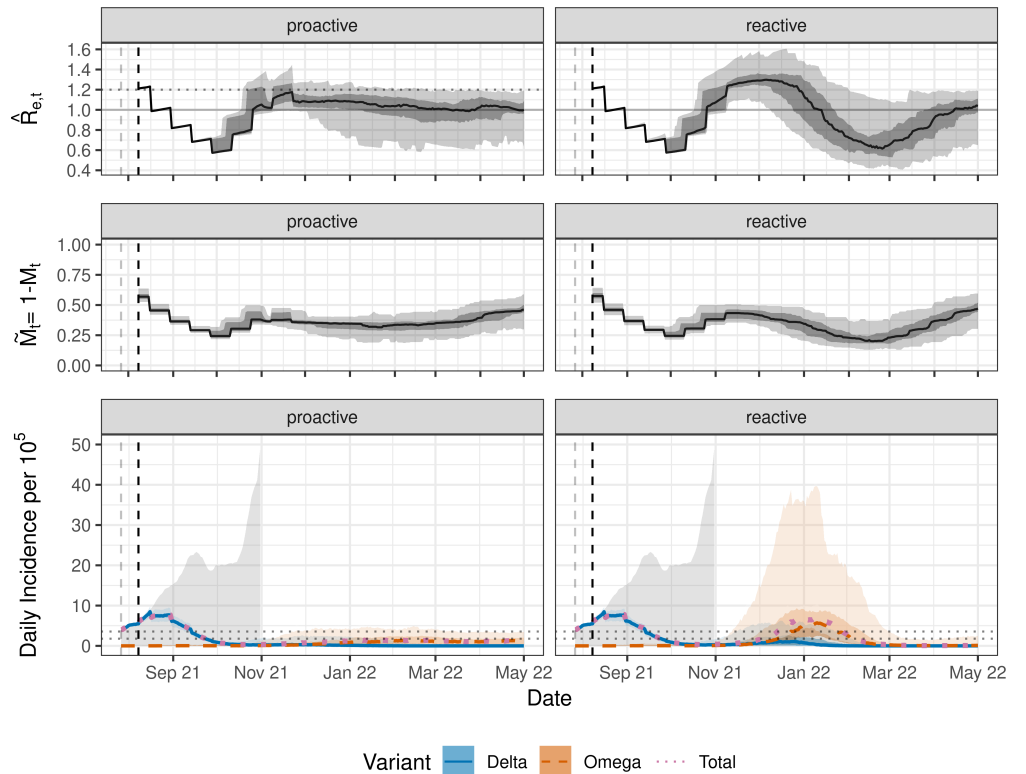 proactive
reactive
R̂e,t
1.6
1.4
1.2
1.0
0.8
0.6
0.4
proactive
reactive
M̃t= 1-Mt
1.00
0.75
0.50
0.25
0.00
proactive
reactive
Daily Incidence per 10⁵
50
40
30
20
10
0
Sep 21 Nov 21 Jan 22 Mar 22 May 22
Sep 21 Nov 21 Jan 22 Mar 22 May 22
Date
Variant Delta Omega Total